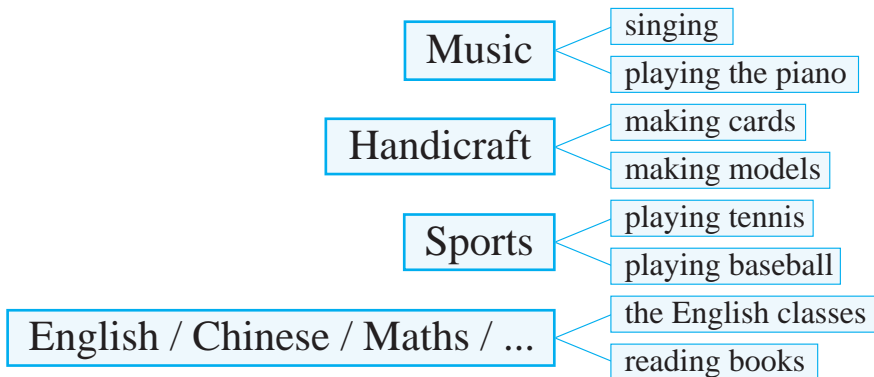 Music
singing
playing the piano
Handicraft
making cards
making models
Sports
playing tennis
playing baseball
English / Chinese / Maths / ...
the English classes
reading books